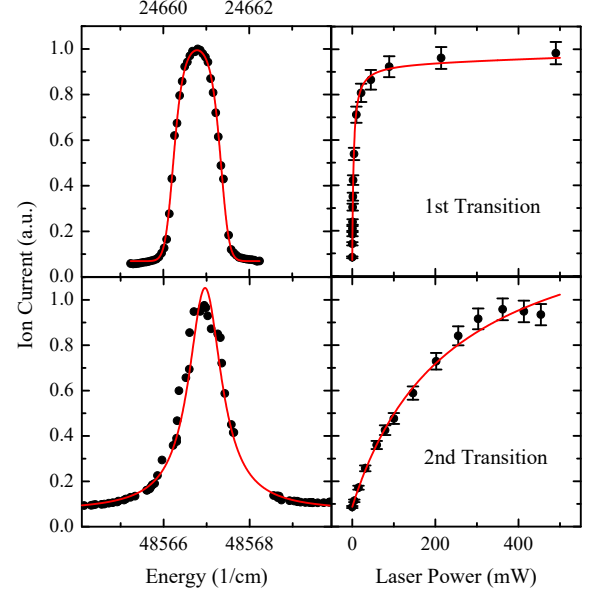 24660 24662
1.0
0.8
0.6
0.4
0.2
0.0
1st Transition
Ion Current (a.u.)
1.0
0.8
0.6
0.4
0.2
0.0
2nd Transition
48566 48568 0 200 400
Energy (1/cm) Laser Power (mW)